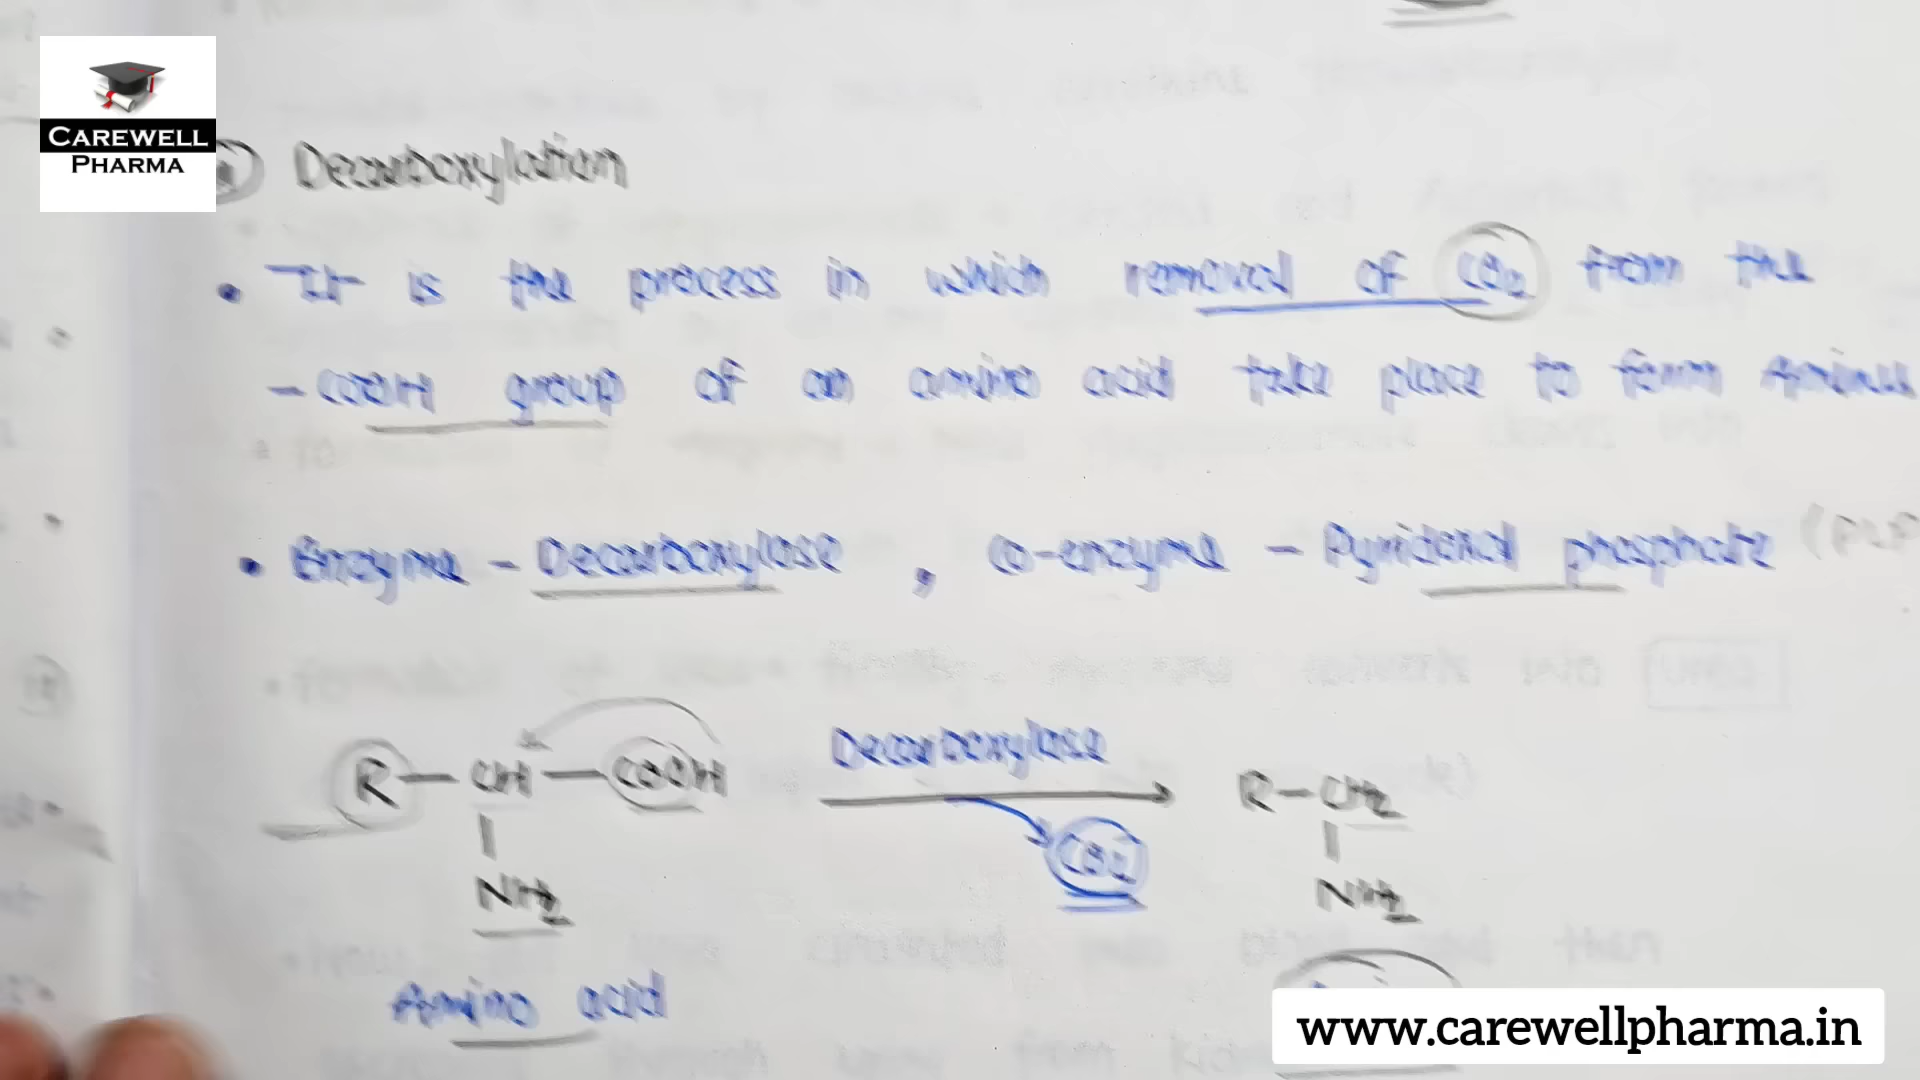 CAREWELL
PHARMA
Decarboxylation
• It is the process in which removal of CO2 from the
- COOH group of an amino acid take place to form Amines
• Enzyme - Decarboxylase , Co-enzyme - Pyridoxal phosphate (PLP
R — CH — COOH Decarboxylase R — CH2
CO2
NH2 NH2
Amino acid
www.carewellpharma.in